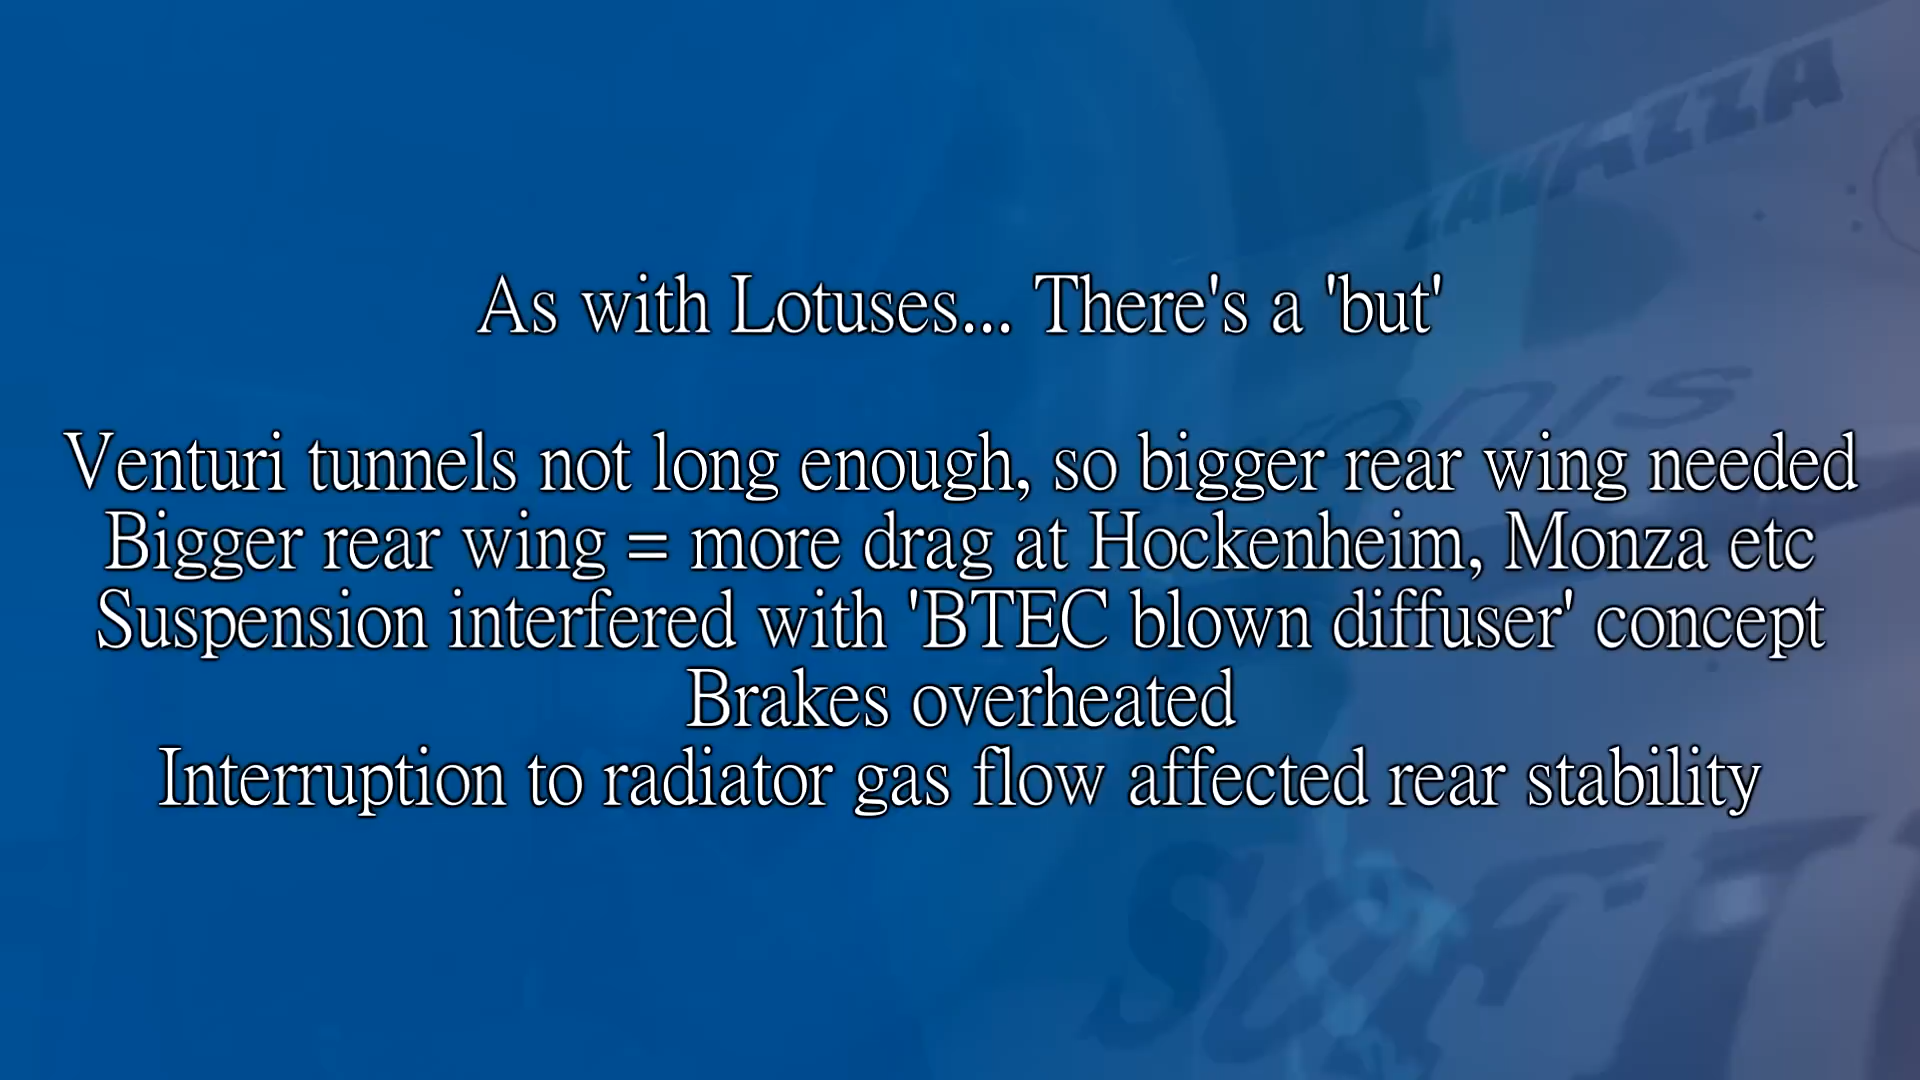 LAVAZZA
As with Lotuses... There's a 'but'
Venturi tunnels not long enough, so bigger rear wing needed
Bigger rear wing = more drag at Hockenheim, Monza etc
Suspension interfered with 'BTEC blown diffuser' concept
Brakes overheated
Interruption to radiator gas flow affected rear stability